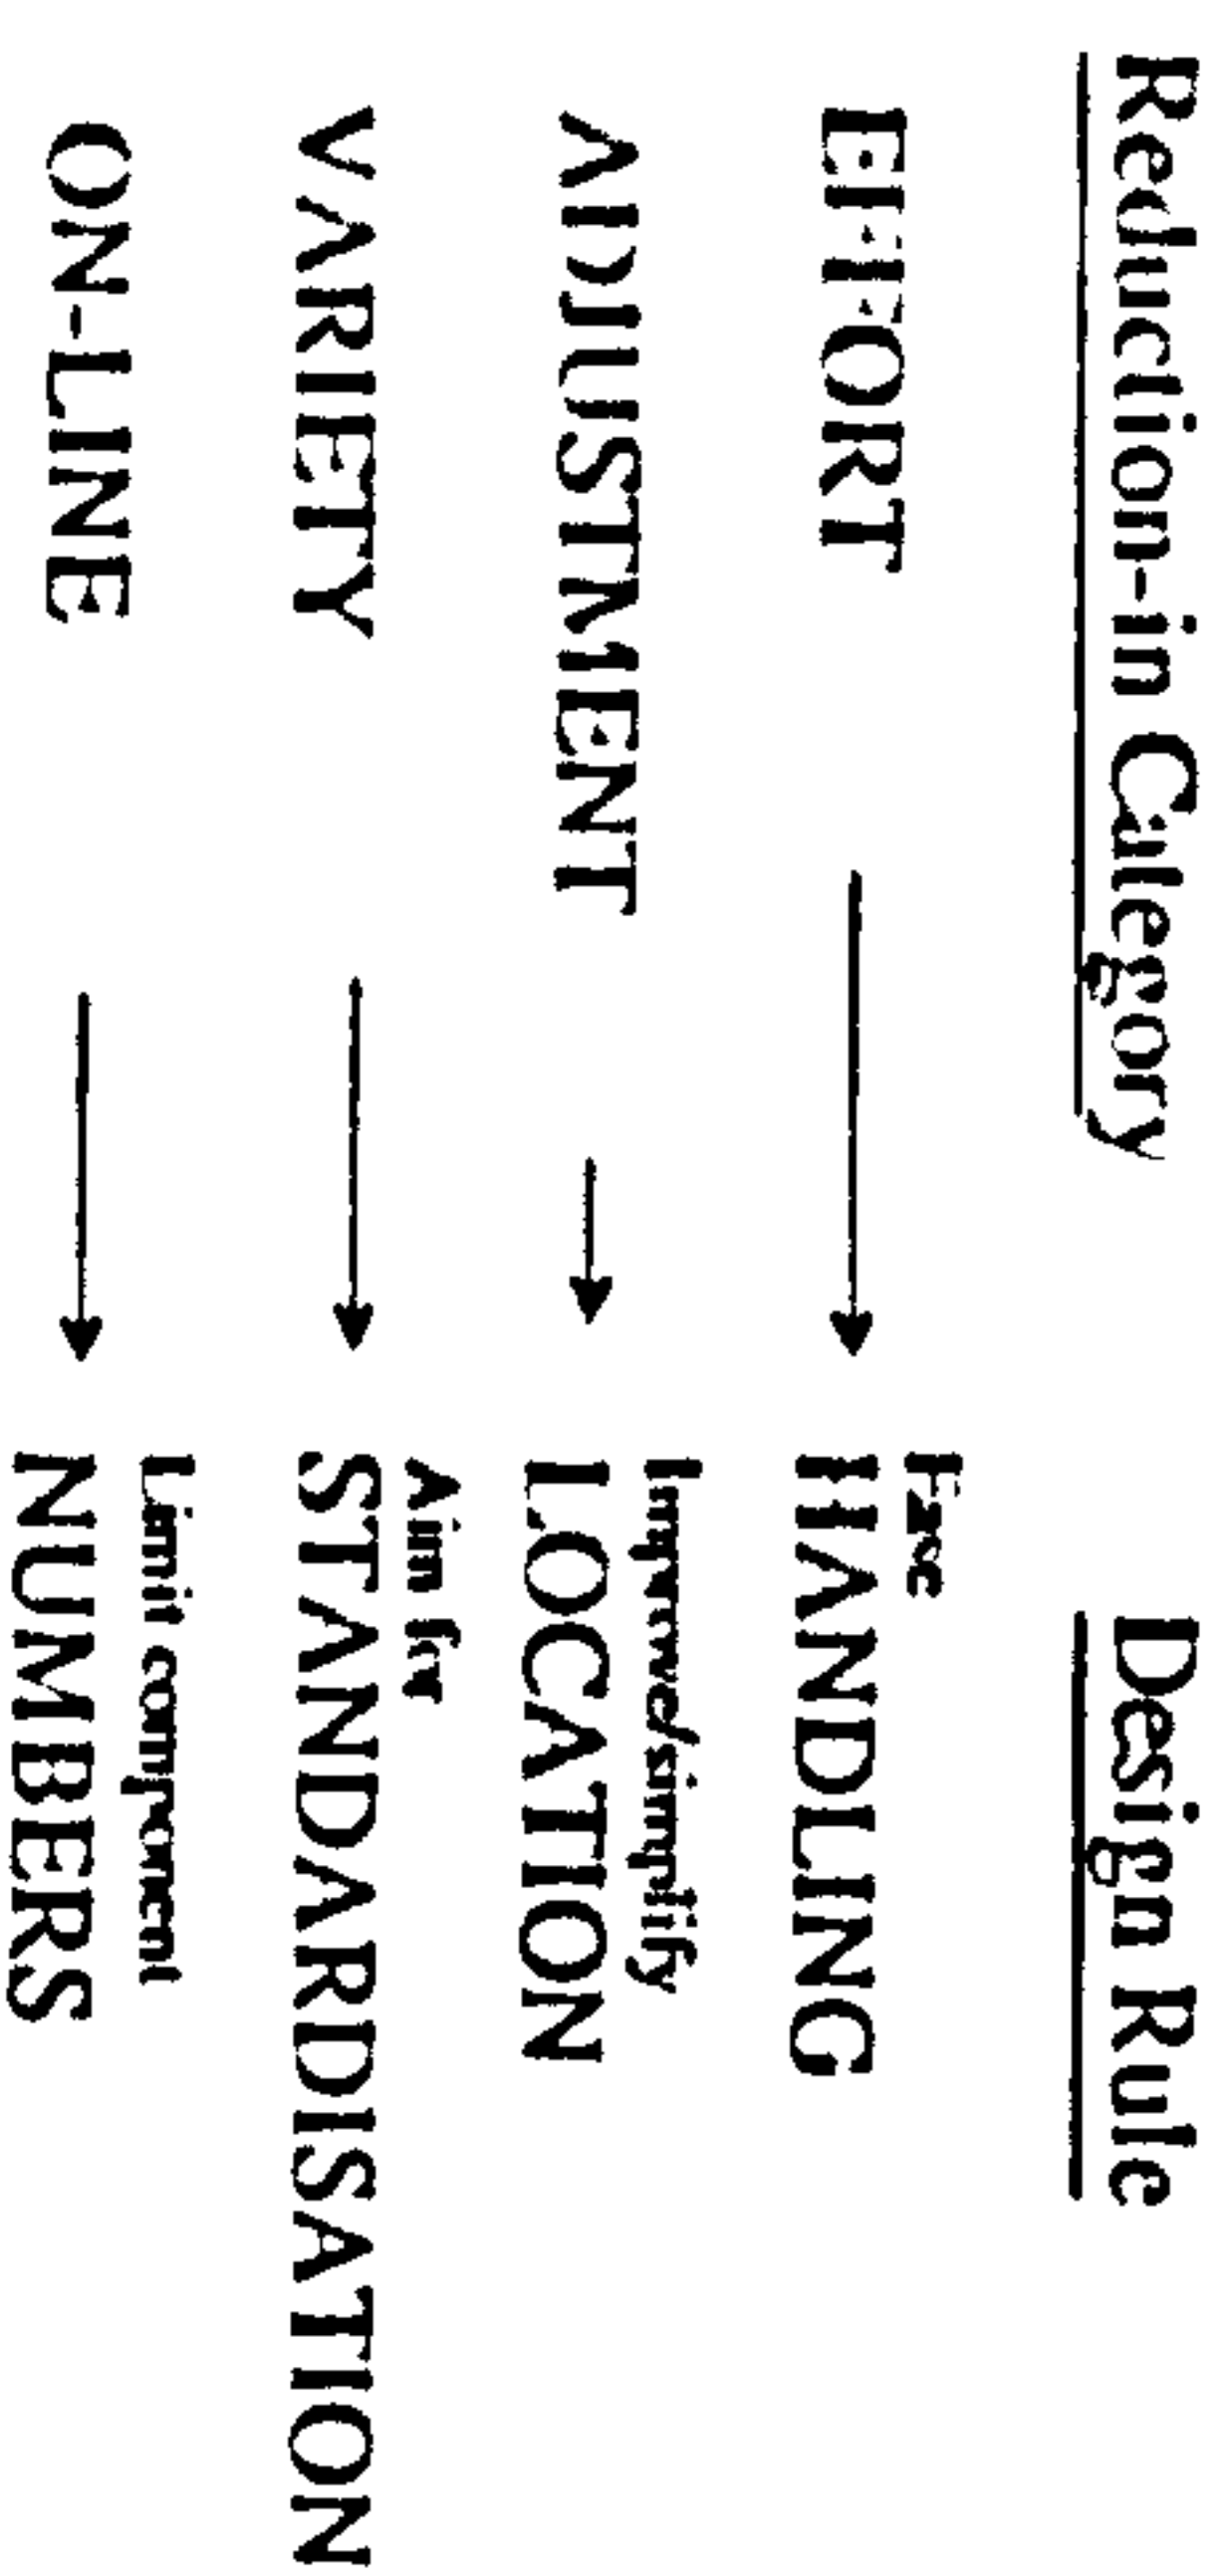 Reduction-in Category
Design Rule
EFFORT
Ease
HANDLING
ADJUSTMENT
Improve/simplify
LOCATION
VARIETY
Aim for
STANDARDISATION
ON-LINE
Limit component
NUMBERS